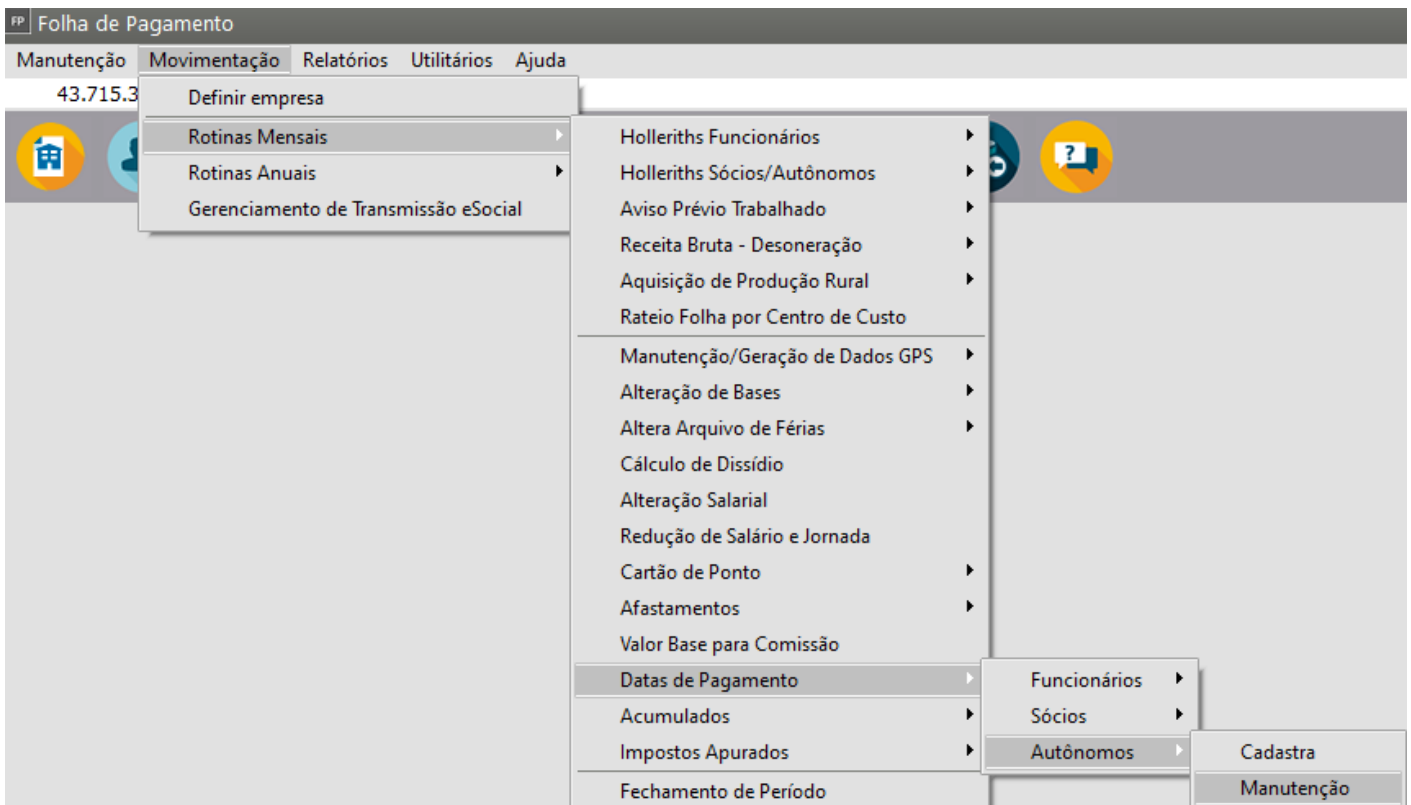 FP Folha de Pagamento
Manutenção Movimentação Relatórios Utilitários Ajuda
43.715.3
Definir empresa
Rotinas Mensais
Rotinas Anuais
Gerenciamento de Transmissão eSocial
Holleriths Funcionários
Holleriths Sócios/Autônomos
Aviso Prévio Trabalhado
Receita Bruta - Desoneração
Aquisição de Produção Rural
Rateio Folha por Centro de Custo
Manutenção/Geração de Dados GPS
Alteração de Bases
Altera Arquivo de Férias
Cálculo de Dissídio
Alteração Salarial
Redução de Salário e Jornada
Cartão de Ponto
Afastamentos
Valor Base para Comissão
Datas de Pagamento
Acumulados
Impostos Apurados
Fechamento de Período
Funcionários
Sócios
Autônomos
Cadastra
Manutenção
?